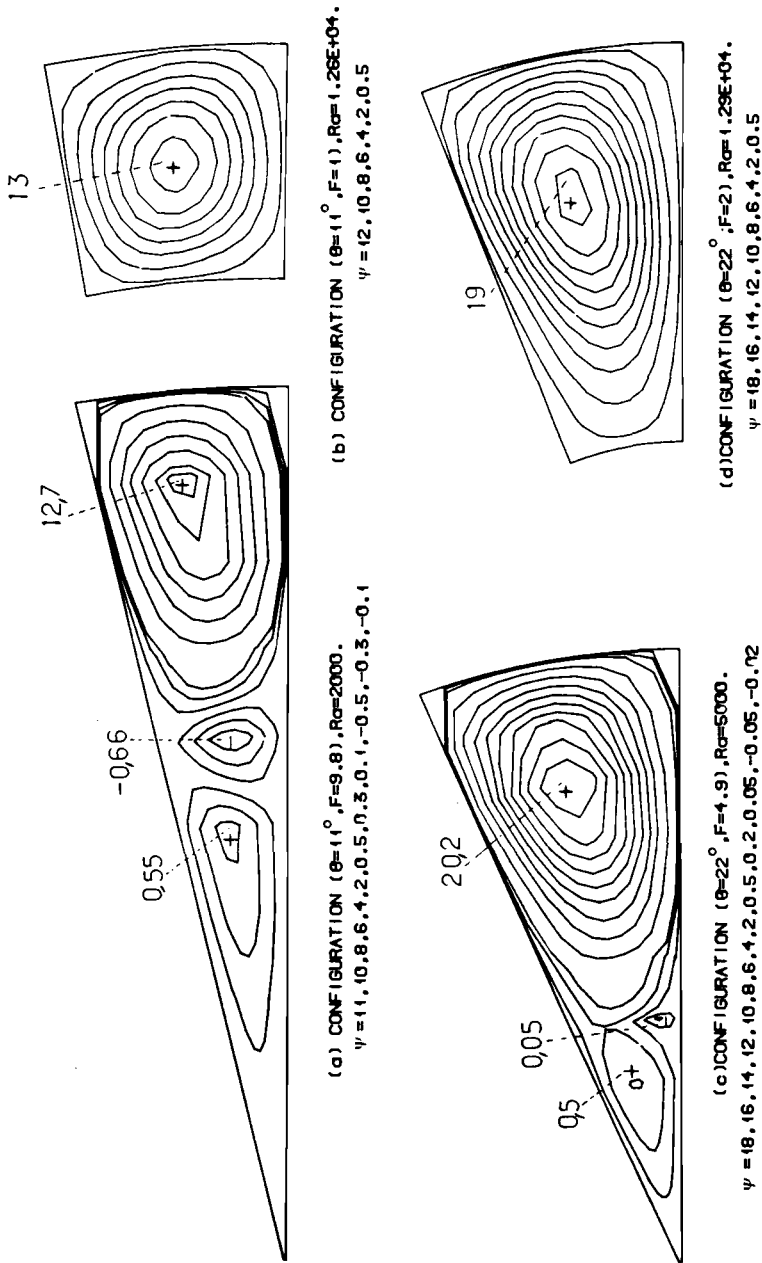 12,7
-0,66
0,55
(a) CONFIGURATION (θ=11°,F=9.8),Ra=2000.
Ψ=11,10,8,6,4,2,0.5,0.3,0.1,-0.5,-0.3,-0.1
13
(b) CONFIGURATION (θ=11°,F=1),Ra=1.26E+04.
Ψ=12,10,8,6,4,2,0.5
20,2
0,05
0,5
(c)CONFIGURATION (θ=22°,F=4.9),Ra=5000.
Ψ=18,16,14,12,10,8,6,4,2,0.5,0.2,0.05,-0.05,-0.02
19
(d)CONFIGURATION (θ=22°,F=2),Ra=1.29E+04.
Ψ=18,16,14,12,10,8,6,4,2,0.5